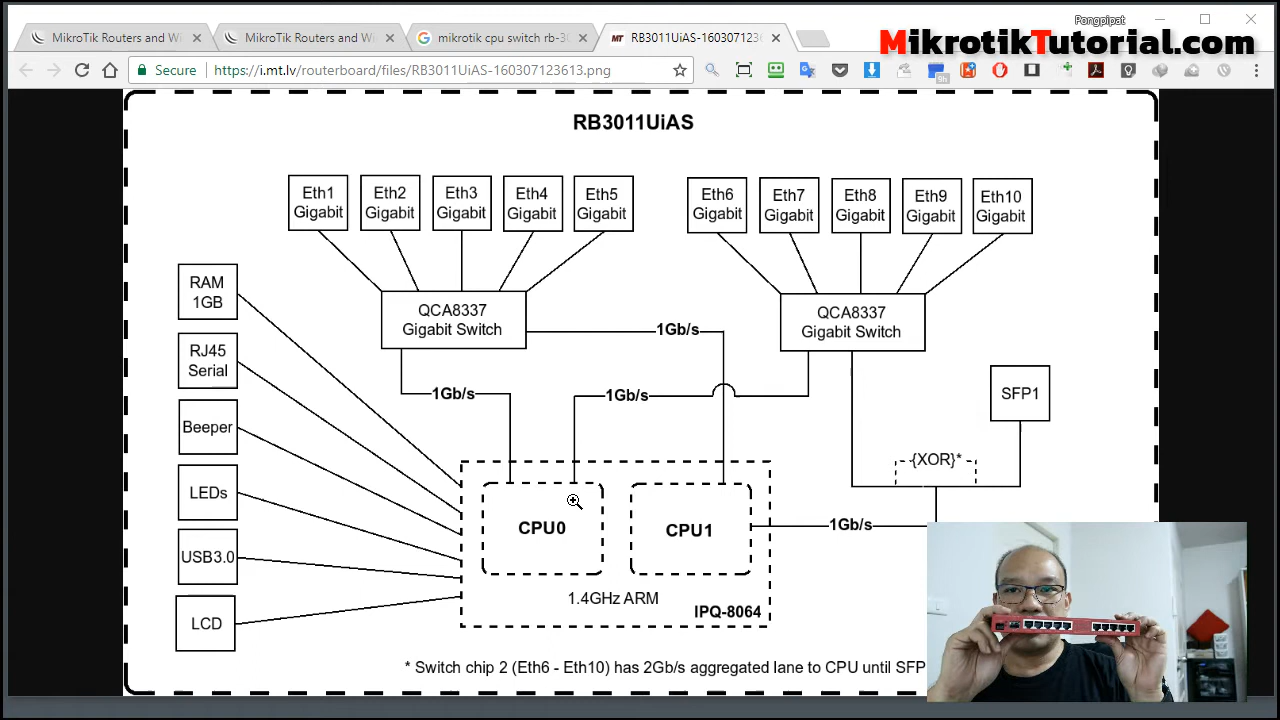 Pongpipat
MikroTik Routers and Wi
MikroTik Routers and Wi
mikrotik cpu switch rb-30
RB3011UiAS-160307123
MikrotikTutorial.com
Secure
https://i.mt.lv/routerboard/files/RB3011UiAS-160307123613.png
9h
RB3011UiAS
Eth1
Gigabit
Eth2
Gigabit
Eth3
Gigabit
Eth4
Gigabit
Eth5
Gigabit
Eth6
Gigabit
Eth7
Gigabit
Eth8
Gigabit
Eth9
Gigabit
Eth10
Gigabit
RAM
1GB
QCA8337
Gigabit Switch
QCA8337
Gigabit Switch
1Gb/s
RJ45
Serial
1Gb/s
1Gb/s
SFP1
Beeper
{XOR}*
LEDs
CPU0
CPU1
1Gb/s
USB3.0
1.4GHz ARM
IPQ-8064
LCD
* Switch chip 2 (Eth6 - Eth10) has 2Gb/s aggregated lane to CPU until SFP